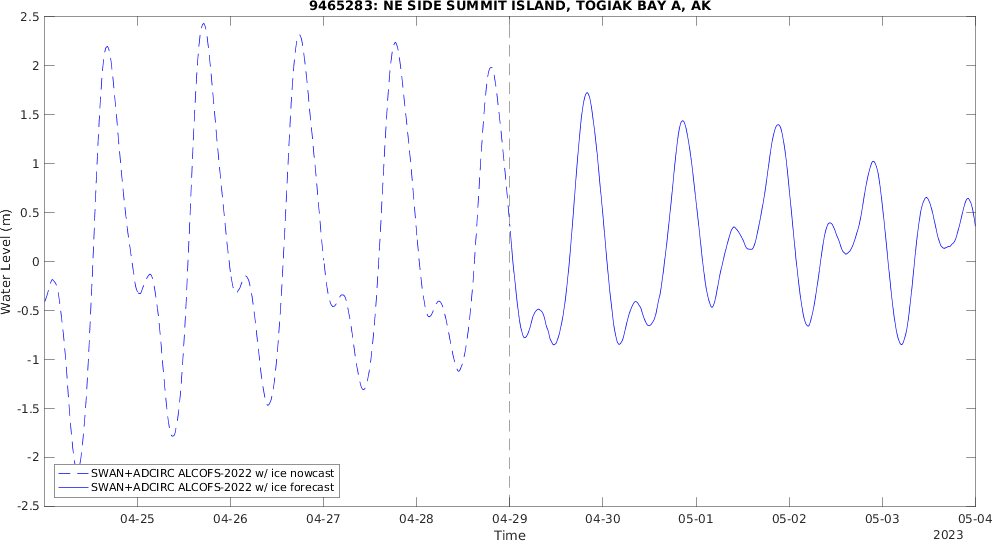 9465283: NE SIDE SUMMIT ISLAND, TOGIAK BAY A, AK
2.5
2
1.5
1
0.5
0
-0.5
-1
-1.5
-2
-2.5
Water Level (m)
SWAN+ADCIRC ALCOFS-2022 w/ ice nowcast
SWAN+ADCIRC ALCOFS-2022 w/ ice forecast
04-25 04-26 04-27 04-28 04-29 04-30 05-01 05-02 05-03 05-04
Time
2023